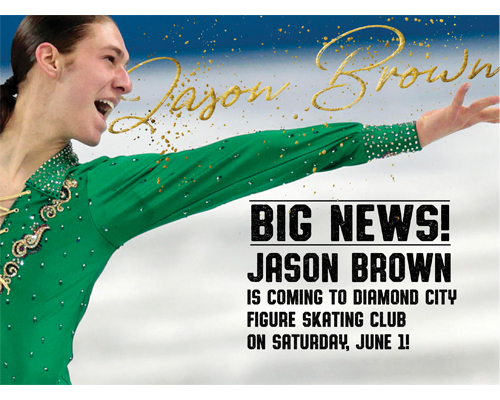 Jason Brown
BIG NEWS!
JASON BROWN
IS COMING TO DIAMOND CITY
FIGURE SKATING CLUB
ON SATURDAY, JUNE 1!